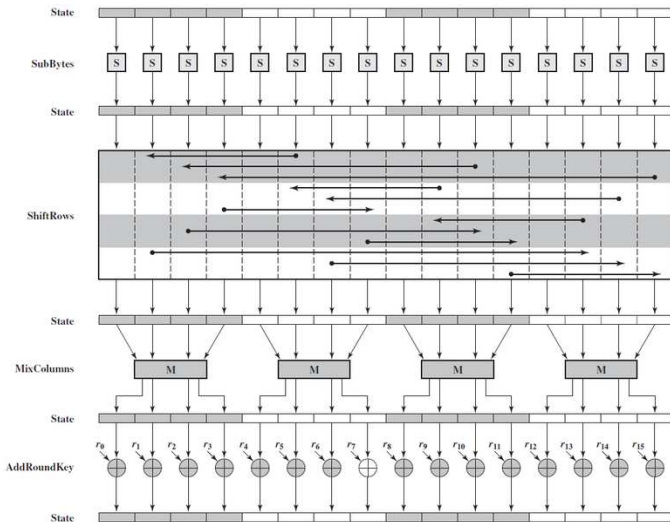 State
SubBytes
S S S S S S S S S S S S S S S S
State
ShiftRows
State
MixColumns
M M M M
State
r0 r1 r2 r3 r4 r5 r6 r7 r8 r9 r10 r11 r12 r13 r14 r15
AddRoundKey
State